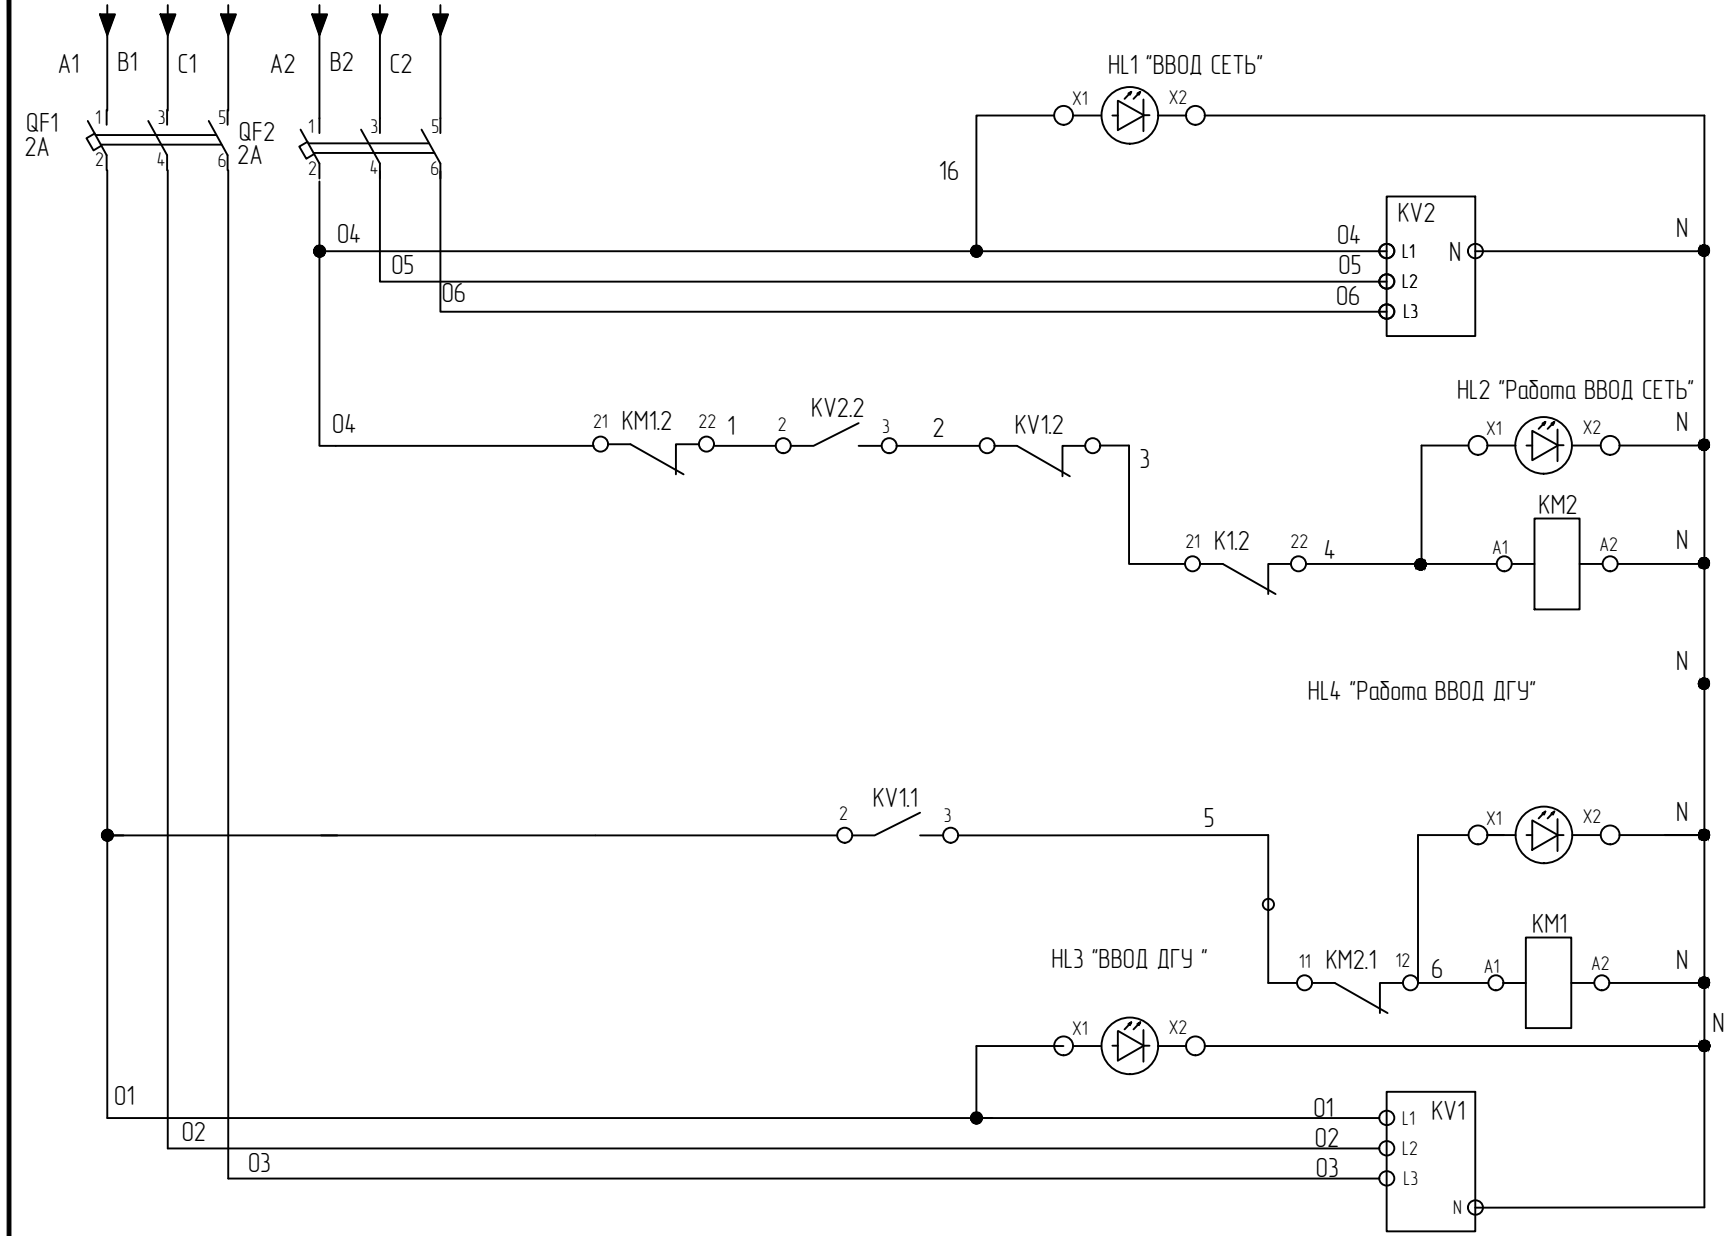 A1 B1 C1 A2 B2 C2
HL1 "ВВОД СЕТЬ"
X1 X2
QF1
2A
1 3 5
2 4 6
QF2
2A
1 3 5
2 4 6
16
KV2
N
04 04 L1 N
05 05 L2
06 06 L3
HL2 "Работа ВВОД СЕТЬ"
N
X1 X2
04 21 KM1.2 22 1 2 KV2.2 3 2 KV1.2 3
KM2
21 K1.2 22 4 A1 A2 N
N
HL4 "Работа ВВОД ДГУ"
2 KV1.1 3 5 X1 X2 N
KM1
HL3 "ВВОД ДГУ "
11 KM2.1 12 6 A1 A2 N
X1 X2 N
01 01 L1 KV1
02 02 L2
03 03 L3
N